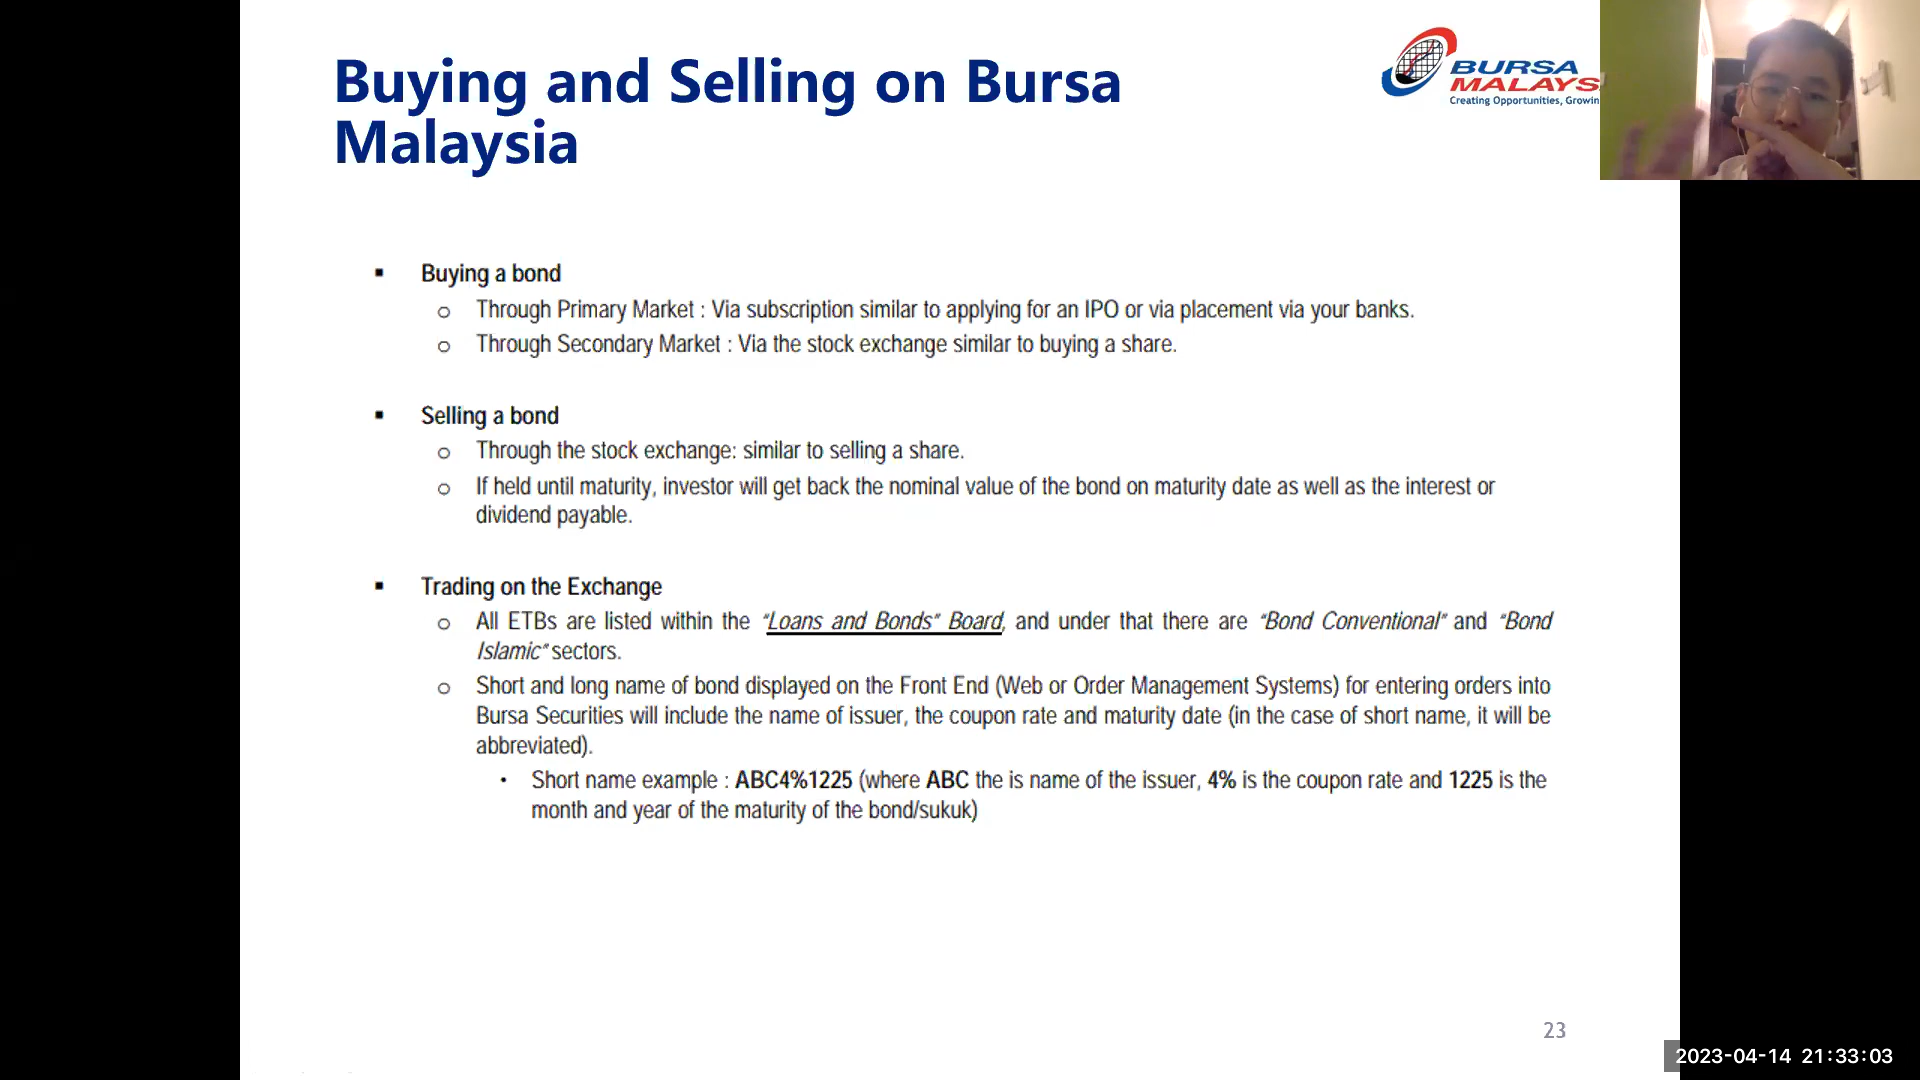 Buying and Selling on Bursa
Malaysia
BURSA
MALAYS
Creating Opportunities, Growin
▪ Buying a bond
o Through Primary Market : Via subscription similar to applying for an IPO or via placement via your banks.
o Through Secondary Market : Via the stock exchange similar to buying a share.
▪ Selling a bond
o Through the stock exchange: similar to selling a share.
o If held until maturity, investor will get back the nominal value of the bond on maturity date as well as the interest or
dividend payable.
▪ Trading on the Exchange
o All ETBs are listed within the “Loans and Bonds” Board, and under that there are “Bond Conventional” and “Bond
Islamic” sectors.
o Short and long name of bond displayed on the Front End (Web or Order Management Systems) for entering orders into
Bursa Securities will include the name of issuer, the coupon rate and maturity date (in the case of short name, it will be
abbreviated).
• Short name example : ABC4%1225 (where ABC the is name of the issuer, 4% is the coupon rate and 1225 is the
month and year of the maturity of the bond/sukuk)
23
2023-04-14 21:33:03